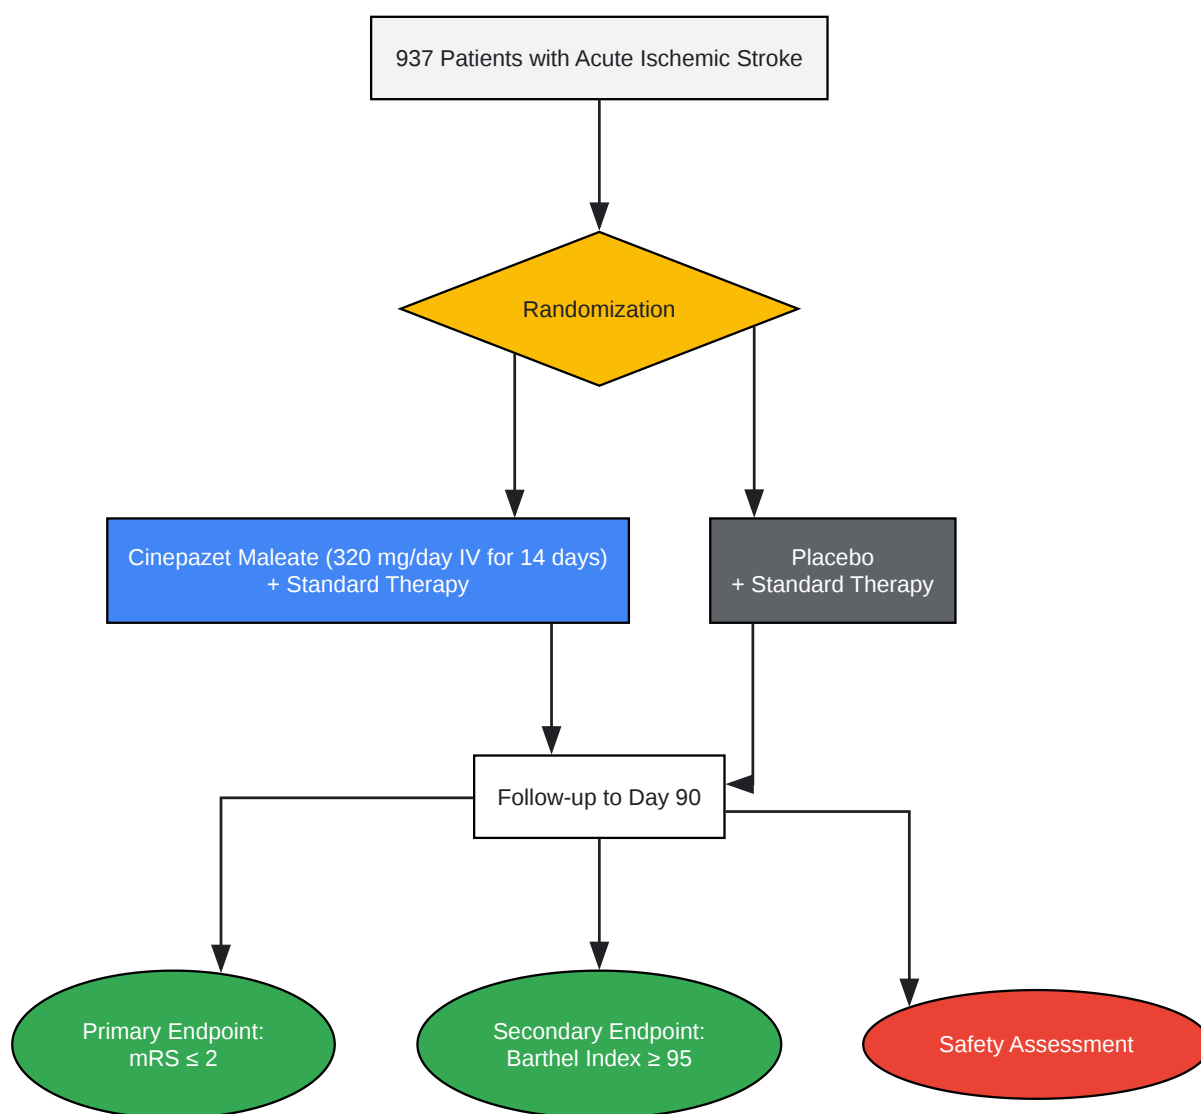 937 Patients with Acute Ischemic Stroke
Randomization
Cinepazet Maleate (320 mg/day IV for 14 days)
+ Standard Therapy
Placebo
+ Standard Therapy
Follow-up to Day 90
Primary Endpoint:
mRS ≤ 2
Secondary Endpoint:
Barthel Index ≥ 95
Safety Assessment